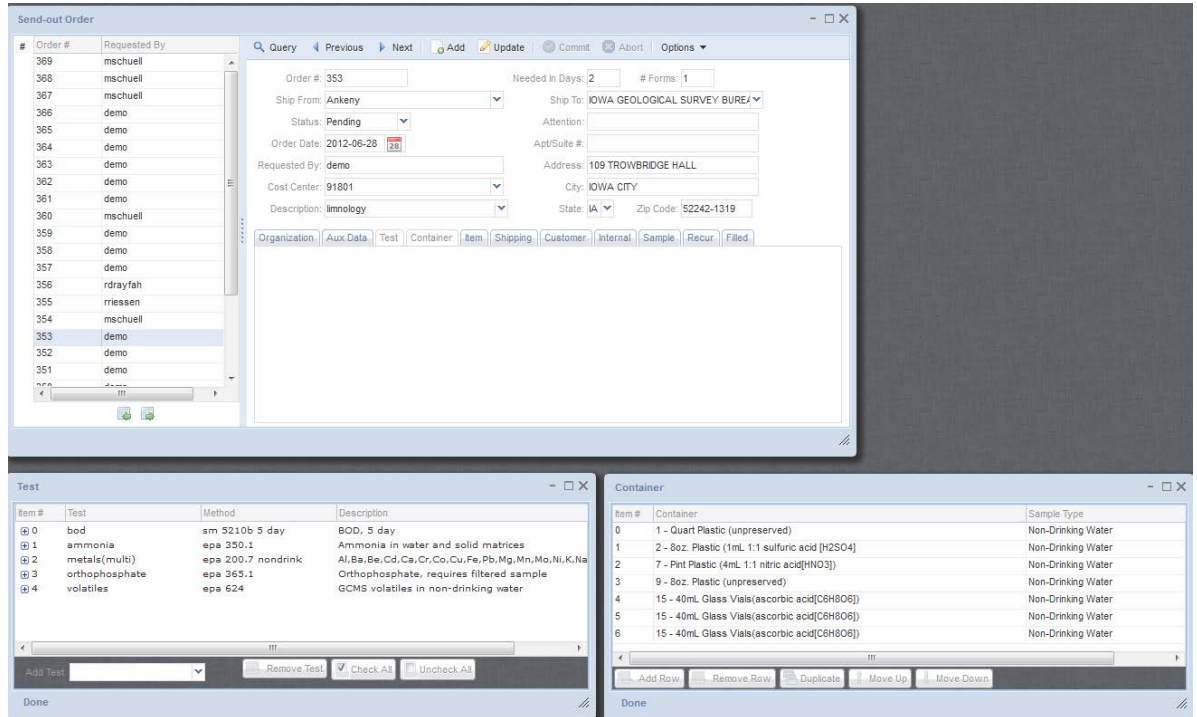 Send-out Order
# Order # Requested By
369 mschuell
368 mschuell
367 mschuell
366 demo
365 demo
364 demo
363 demo
362 demo
361 demo
360 mschuell
359 demo
358 demo
357 demo
356 rdrayfah
355 rriessen
354 mschuell
353 demo
352 demo
351 demo
Query Previous Next Add Update Commit Abort Options
Order #: 353 Needed In Days: 2 # Forms: 1
Ship From: Ankeny Ship To: IOWA GEOLOGICAL SURVEY BUREA
Status: Pending Attention:
Order Date: 2012-06-28 28 Apt/Suite #:
Requested By: demo Address: 109 TROWBRIDGE HALL
Cost Center: 91801 City: IOWA CITY
Description: limnology State: IA Zip Code: 52242-1319
Organization Aux Data Test Container Item Shipping Customer Internal Sample Recur. Filled
Test
Item # Test Method Description
0 bod sm 5210b 5 day BOD, 5 day
1 ammonia epa 350.1 Ammonia in water and solid matrices
2 metals(multi) epa 200.7 nondrink Al,Ba,Be,Cd,Ca,Cr,Co,Cu,Fe,Pb,Mg,Mn,Mo,Ni,K,Na
3 orthophosphate epa 365.1 Orthophosphate, requires filtered sample
4 volatiles epa 624 GCMS volatiles in non-drinking water
Add Test Remove Test Check All Uncheck All
Done
Container
Item # Container Sample Type
0 1 - Quart Plastic (unpreserved) Non-Drinking Water
1 2 - 8oz. Plastic (1mL 1:1 sulfuric acid [H2SO4] Non-Drinking Water
2 7 - Pint Plastic (4mL 1:1 nitric acid[HNO3]) Non-Drinking Water
3 9 - 8oz. Plastic (unpreserved) Non-Drinking Water
4 15 - 40mL Glass Vials(ascorbic acid[C6H8O6]) Non-Drinking Water
5 15 - 40mL Glass Vials(ascorbic acid[C6H8O6]) Non-Drinking Water
6 15 - 40mL Glass Vials(ascorbic acid[C6H8O6]) Non-Drinking Water
Add Row Remove Row Duplicate Move Up Move Down
Done